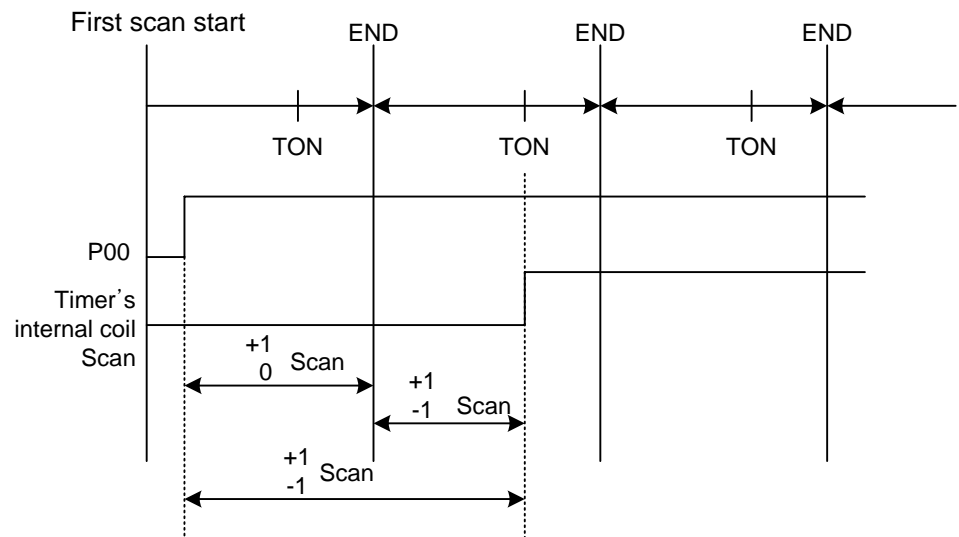 First scan start
END
END
END
TON
TON
TON
P00
Timer's
internal coil
Scan
+1
0 Scan
+1
-1 Scan
+1
-1 Scan